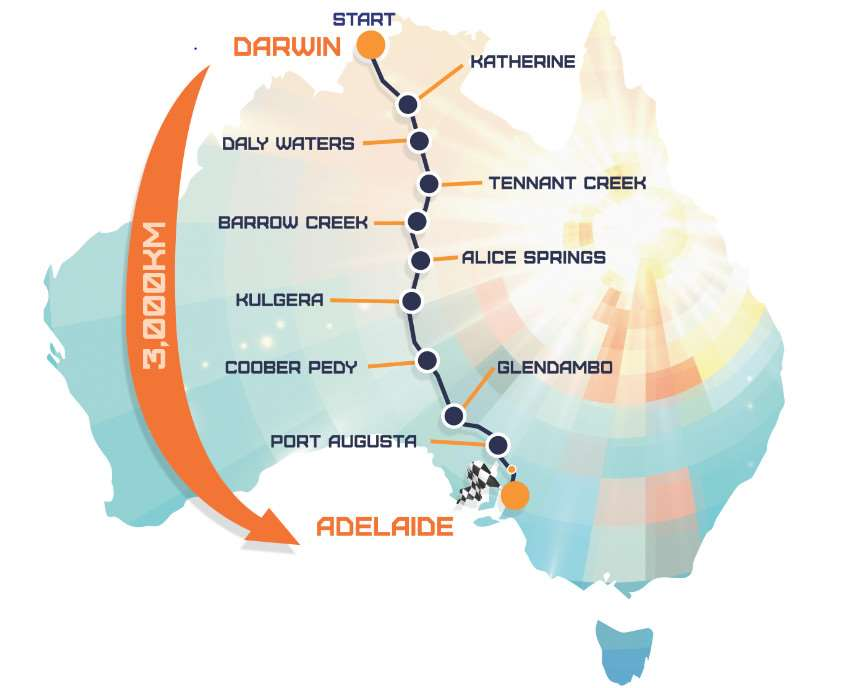 START
DARWIN
KATHERINE
DALY WATERS
TENNANT CREEK
BARROW CREEK
ALICE SPRINGS
3,000KM
KULGERA
COOBER PEDY
GLENDAMBO
PORT AUGUSTA
ADELAIDE